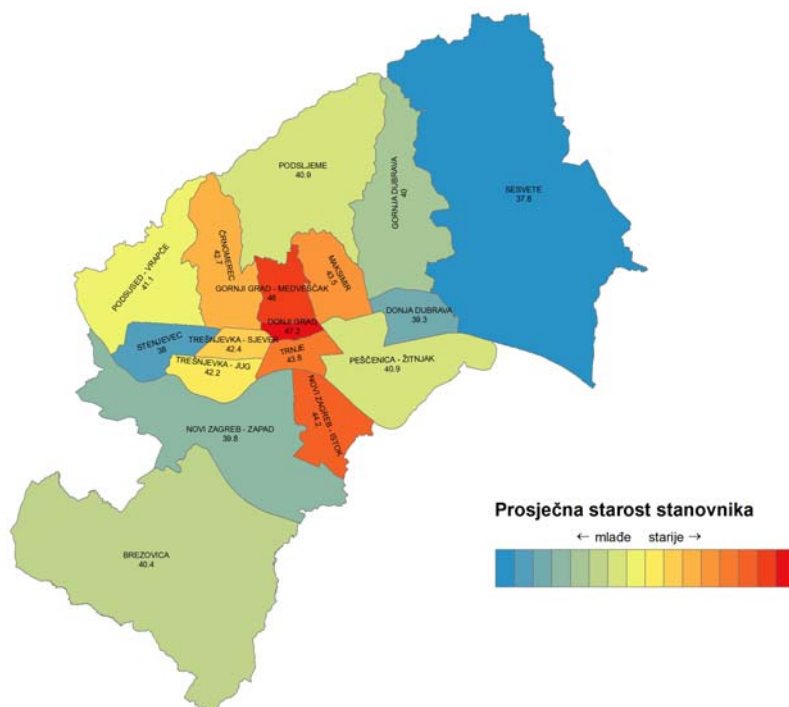 PODSLJEME
40.9
GORNJA DUBRAVA
40
SESVETE
37.8
PODSUSED - VRAPČE
41.1
ČRNOMEREC
42.7
MAKSIMIR
43.5
GORNJI GRAD - MEDVEŠČAK
46
DONJA DUBRAVA
39.3
DONJI GRAD
47.2
STENJEVEC
38
TREŠNJEVKA - SJEVER
42.4
TRNJE
43.8
PEŠČENICA - ŽITNJAK
40.9
TREŠNJEVKA - JUG
42.2
NOVI ZAGREB - ISTOK
44.2
NOVI ZAGREB - ZAPAD
39.8
BREZOVICA
40.4
Prosječna starost stanovnika
← mlađe starije →